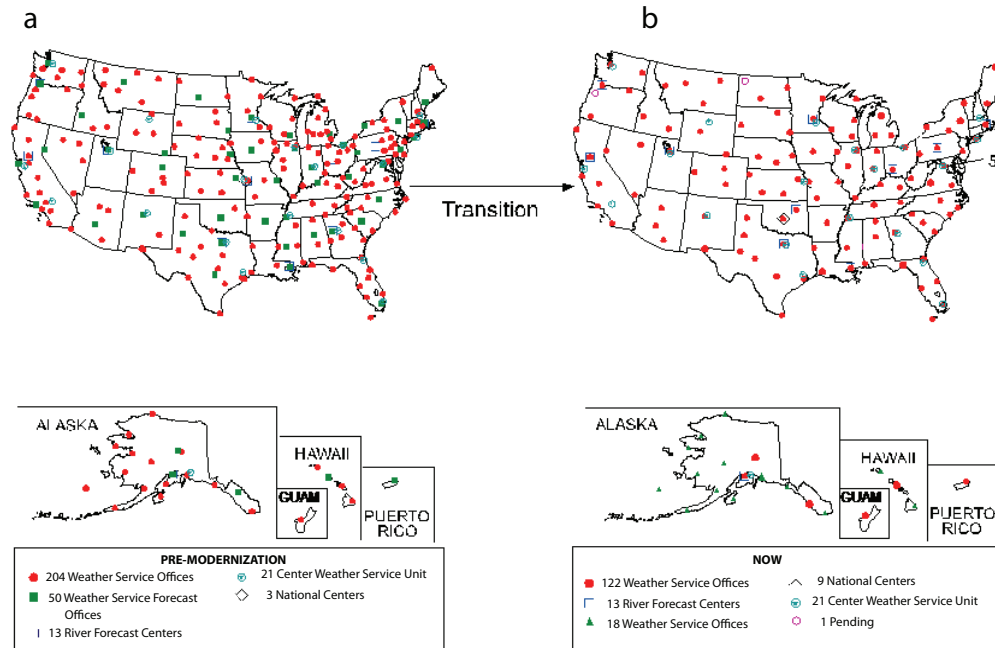 a
b
Transition
5
ALASKA
HAWAII
GUAM
PUERTO
RICO
ALASKA
HAWAII
GUAM
PUERTO
RICO
PRE-MODERNIZATION
204 Weather Service Offices
21 Center Weather Service Unit
50 Weather Service Forecast
Offices
3 National Centers
13 River Forecast Centers
NOW
122 Weather Service Offices
9 National Centers
13 River Forecast Centers
21 Center Weather Service Unit
18 Weather Service Offices
1 Pending